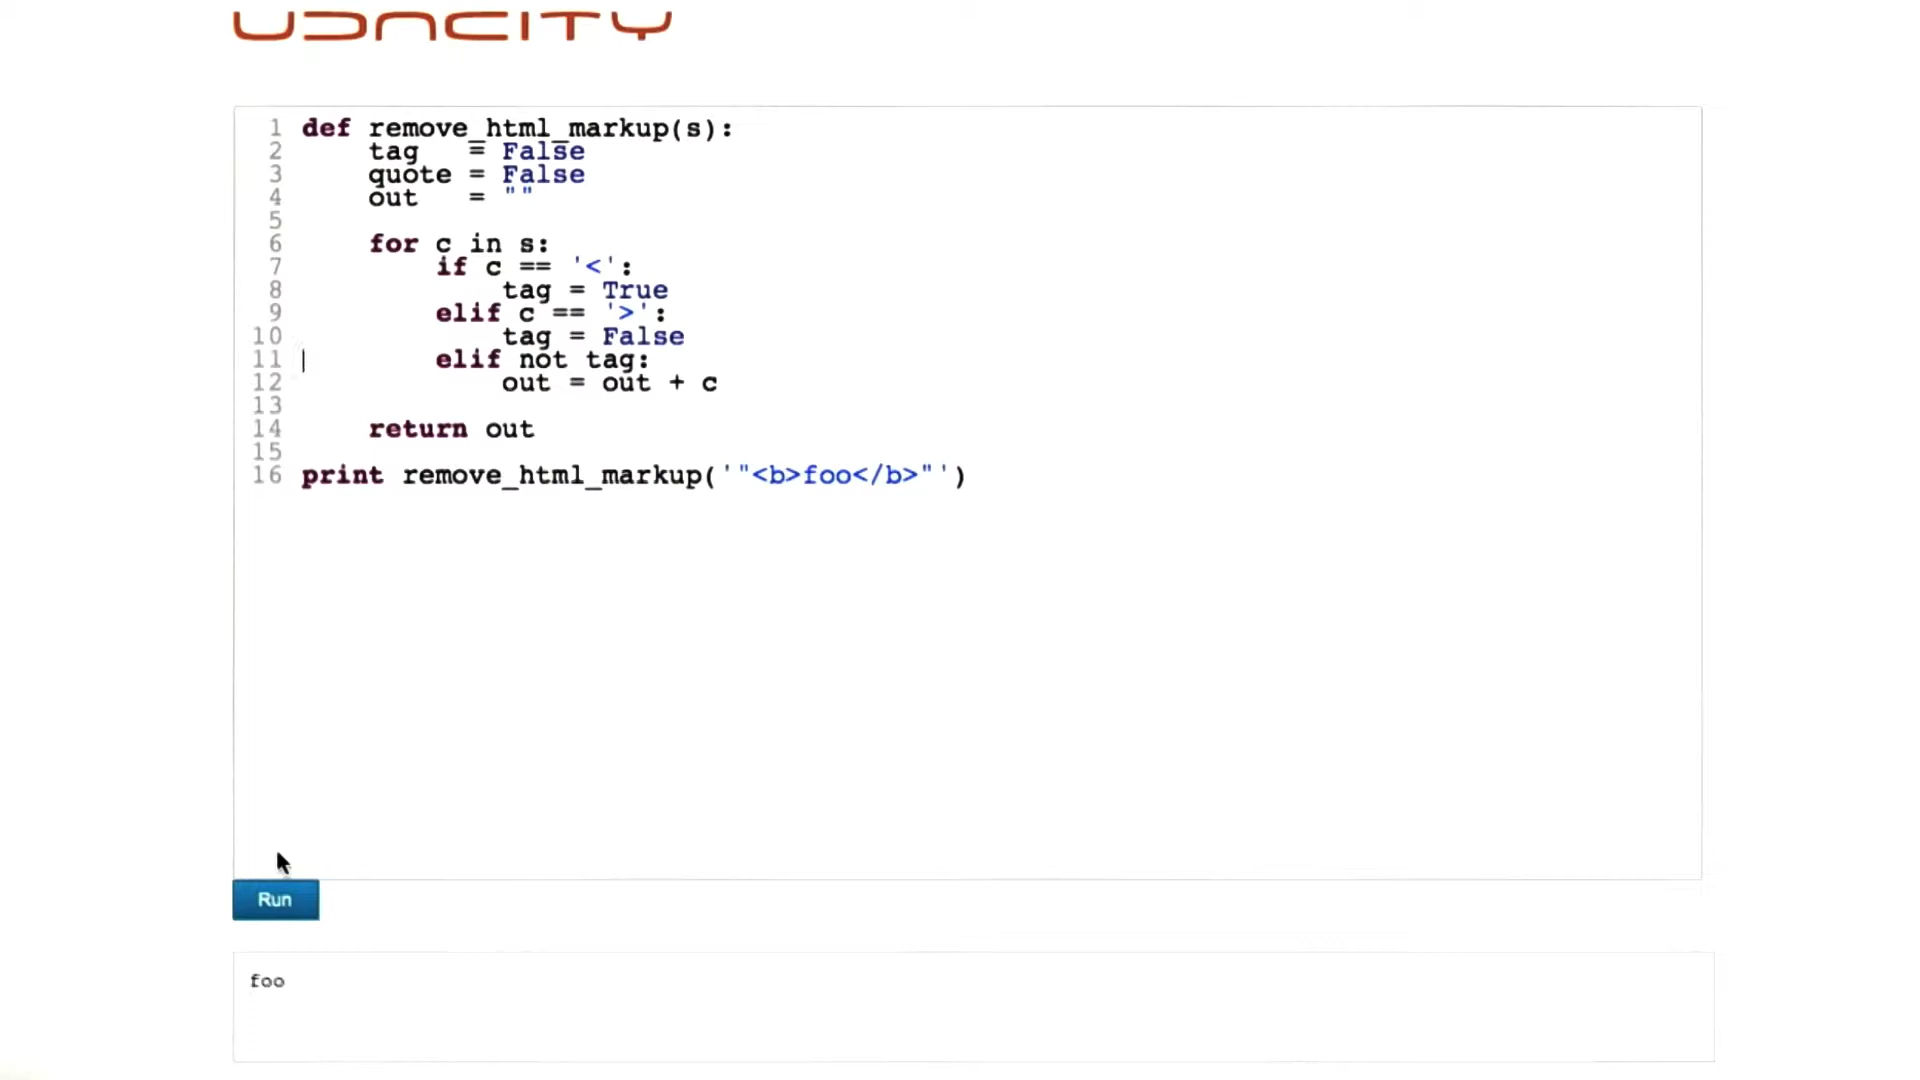 UDACITY
1 def remove_html_markup(s):
2     tag   = False
3     quote = False
4     out   = ""
5
6     for c in s:
7         if c == '<':
8             tag = True
9         elif c == '>':
10             tag = False
11         elif not tag:
12             out = out + c
13
14     return out
15
16 print remove_html_markup('"<b>foo</b>"')
Run
foo